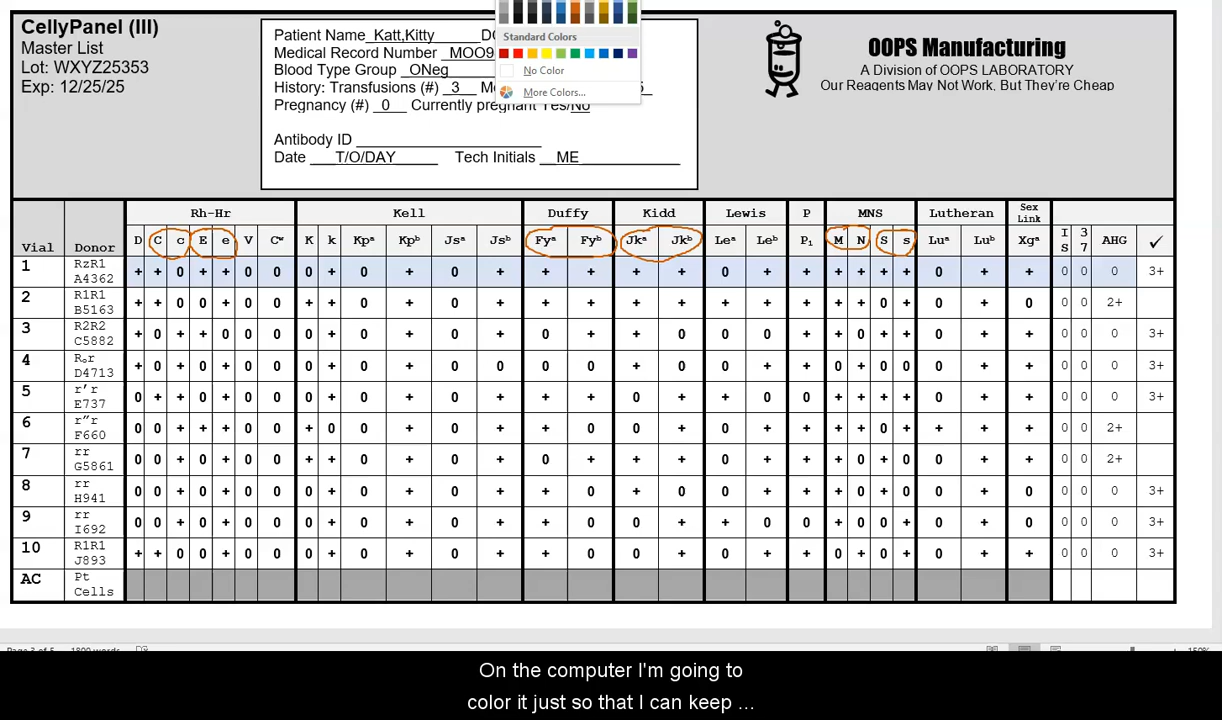 CellyPanel (III)
Master List
Lot: WXYZ25353
Exp: 12/25/25
Patient Name_Katt,Kitty
Medical Record Number _MOO9
Blood Type Group _ONeg
History: Transfusions (#) _3__
Pregnancy (#) _0__ Currently pregnant Yes/No
Antibody ID
Date ___T/O/DAY_____ Tech Initials __ME
Standard Colors
No Color
More Colors...
OOPS Manufacturing
A Division of OOPS LABORATORY
Our Reagents May Not Work, But They're Cheap
Rh-Hr Kell Duffy Kidd Lewis P MNS Lutheran Sex Link
Vial Donor D C c E e V Cʷ K k Kpᵃ Kpᵇ Jsᵃ Jsᵇ Fyᵃ Fyᵇ Jkᵃ Jkᵇ Leᵃ Leᵇ P₁ M N S s Luᵃ Luᵇ Xgᵃ IS 37 AHG ✓
1 RzR1 A4362 + + 0 + + 0 0 0 + 0 + 0 + + + + + 0 + + + + + + 0 + + 0 0 0 3+
2 R1R1 B5163 + + 0 0 + 0 0 + + 0 + 0 + + + + + + + + + + 0 + 0 + 0 0 0 2+
3 R2R2 C5882 + 0 + + 0 0 0 0 + 0 + 0 + 0 0 + 0 0 0 + + 0 + 0 0 + + 0 0 0 3+
4 Rₒr D4713 + 0 + 0 + 0 0 0 + 0 + 0 0 0 0 + 0 0 + + 0 + 0 0 0 + + 0 0 0 3+
5 r′r E737 0 + + 0 + 0 0 0 + 0 + 0 + + + 0 + + 0 0 + + + + 0 + + 0 0 0 3+
6 r″r F660 0 0 + + + 0 0 + 0 0 + 0 + + 0 + + 0 + + + + 0 + + + + 0 0 2+
7 rr G5861 0 0 + 0 + 0 0 + + 0 + 0 + 0 + + + 0 + + + 0 + + 0 + + 0 0 2+
8 rr H941 0 0 + 0 + 0 0 0 + 0 + 0 + + 0 + 0 0 + + + 0 + 0 0 + 0 0 0 0 3+
9 rr I692 0 0 + 0 + 0 0 0 + 0 + 0 + + 0 0 + + 0 0 + 0 0 + 0 + + 0 0 0 3+
10 R1R1 J893 + + 0 0 + 0 0 0 + 0 + 0 + + 0 0 + 0 + + 0 + 0 + 0 + + 0 0 0 3+
AC Pt Cells
On the computer I'm going to
color it just so that I can keep ...